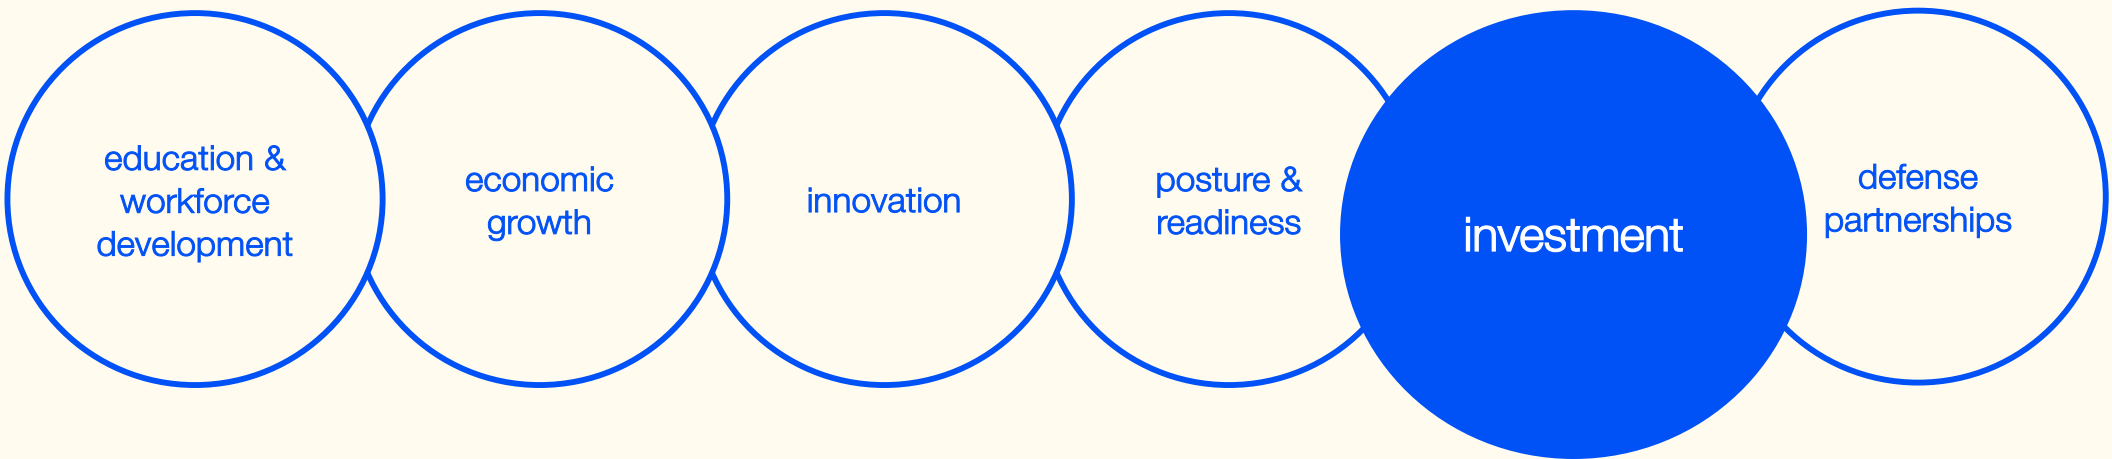 education &
workforce
development
economic
growth
innovation
posture &
readiness
investment
defense
partnerships